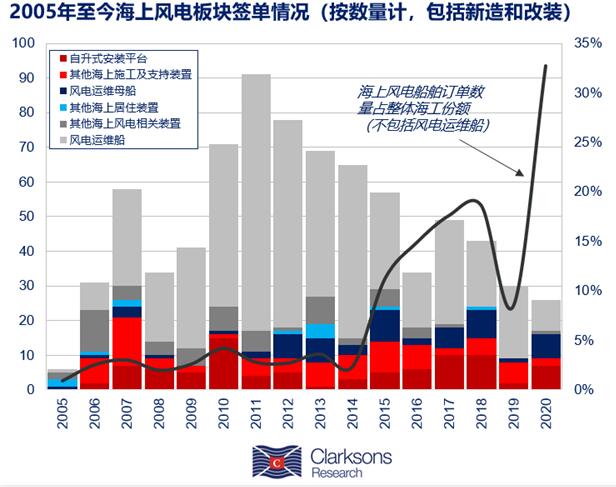 2005年至今海上风电板块签单情况（按数量计，包括新造和改装）
100
90
80
70
60
50
40
30
20
10
0
自升式安装平台
其他海上施工及支持装置
风电运维母船
其他海上居住装置
其他海上风电相关装置
风电运维船
海上风电船舶订单数
量占整体海工份额
（不包括风电运维船）
35%
30%
25%
20%
15%
10%
5%
0%
2005
2006
2007
2008
2009
2010
2011
2012
2013
2014
2015
2016
2017
2018
2019
2020
C
Clarksons
Research